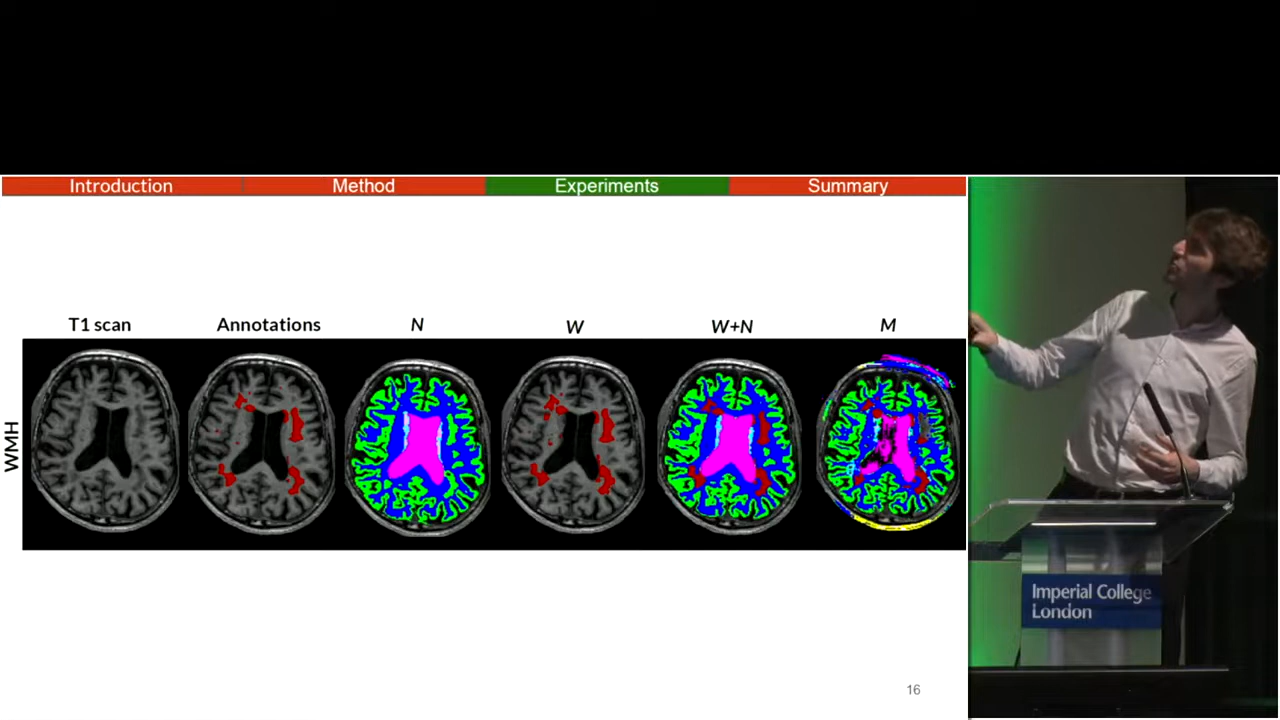 Introduction Method Experiments Summary
T1 scan Annotations N W W+N M
WMH
Imperial College
London
16